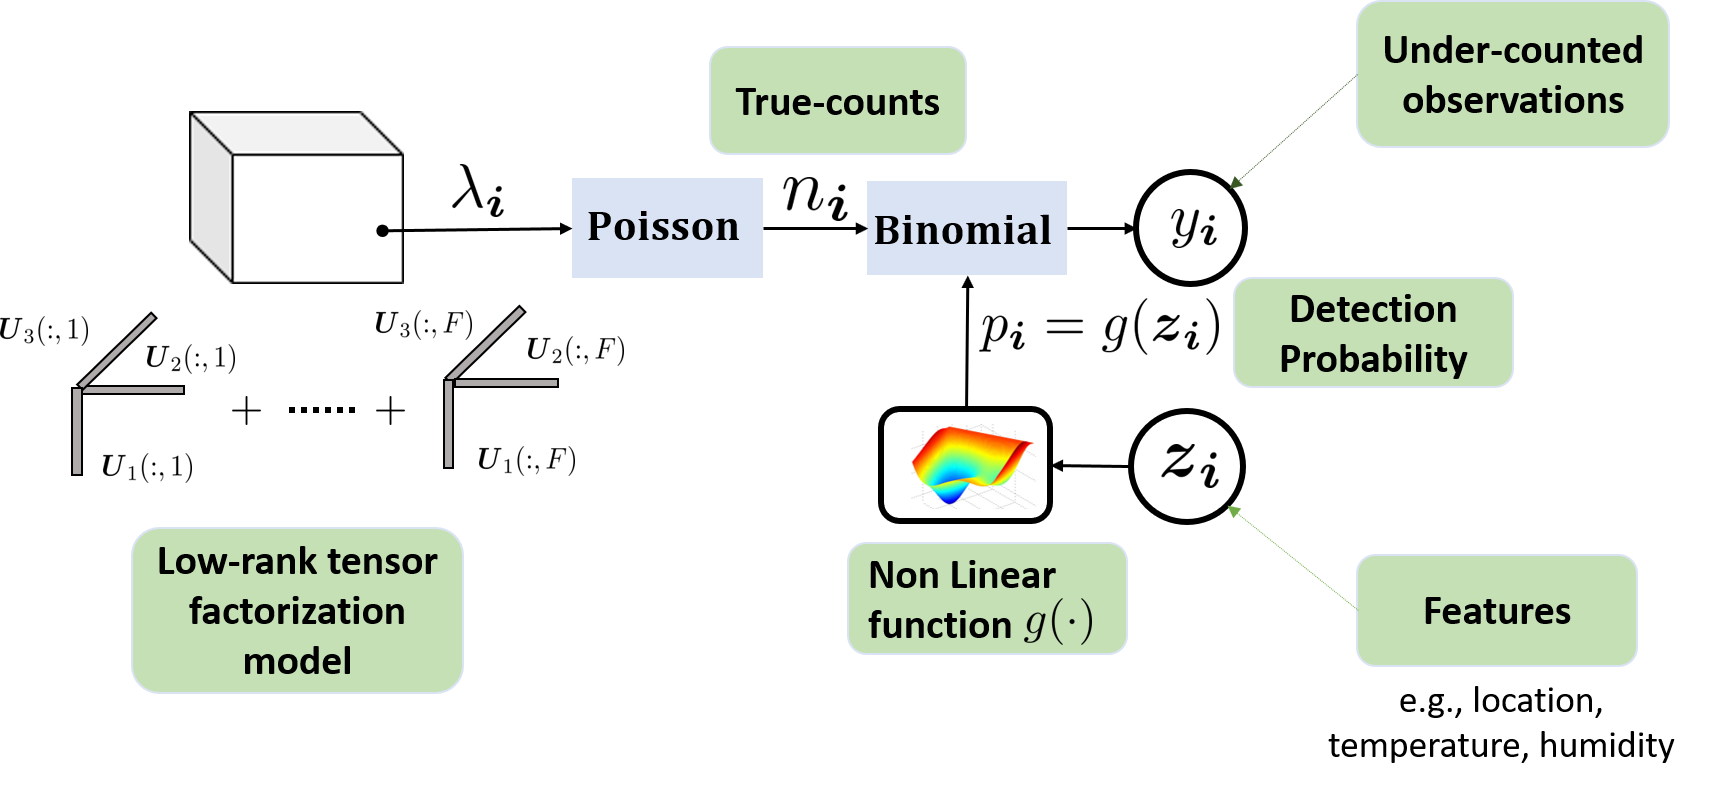 Under-counted
observations
True-counts
λ𝒊
Poisson
n𝒊
Binomial
y𝒊
U₃(:, 1)
U₂(:, 1)
U₁(:, 1)
+ ······ +
U₃(:, F)
U₂(:, F)
U₁(:, F)
p𝒊 = g(z𝒊)
Detection
Probability
z𝒊
Low-rank tensor
factorization
model
Non Linear
function g(·)
Features
e.g., location,
temperature, humidity